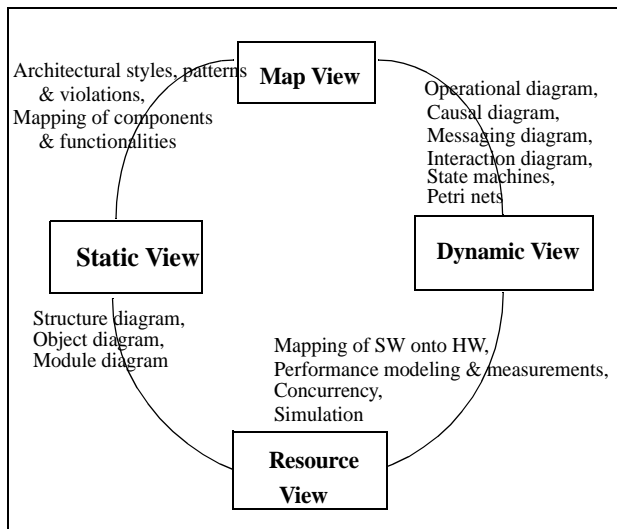 Map View
Architectural styles, patterns
& violations,
Mapping of components
& functionalities
Operational diagram,
Causal diagram,
Messaging diagram,
Interaction diagram,
State machines,
Petri nets
Static View
Dynamic View
Structure diagram,
Object diagram,
Module diagram
Mapping of SW onto HW,
Performance modeling & measurements,
Concurrency,
Simulation
Resource
View